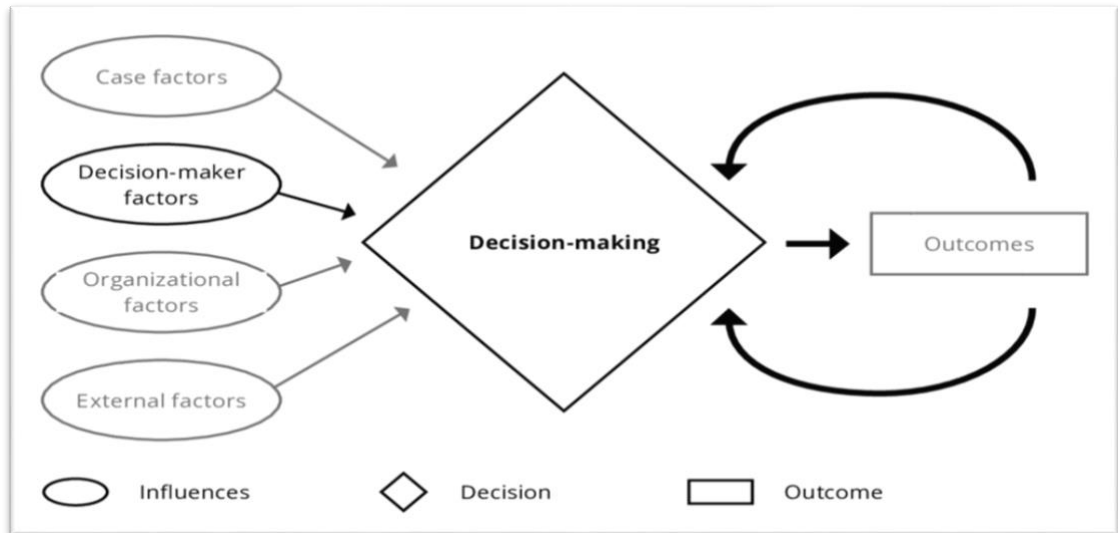 Case factors
Decision-maker
factors
Organizational
factors
External factors
Decision-making
Outcomes
Influences
Decision
Outcome